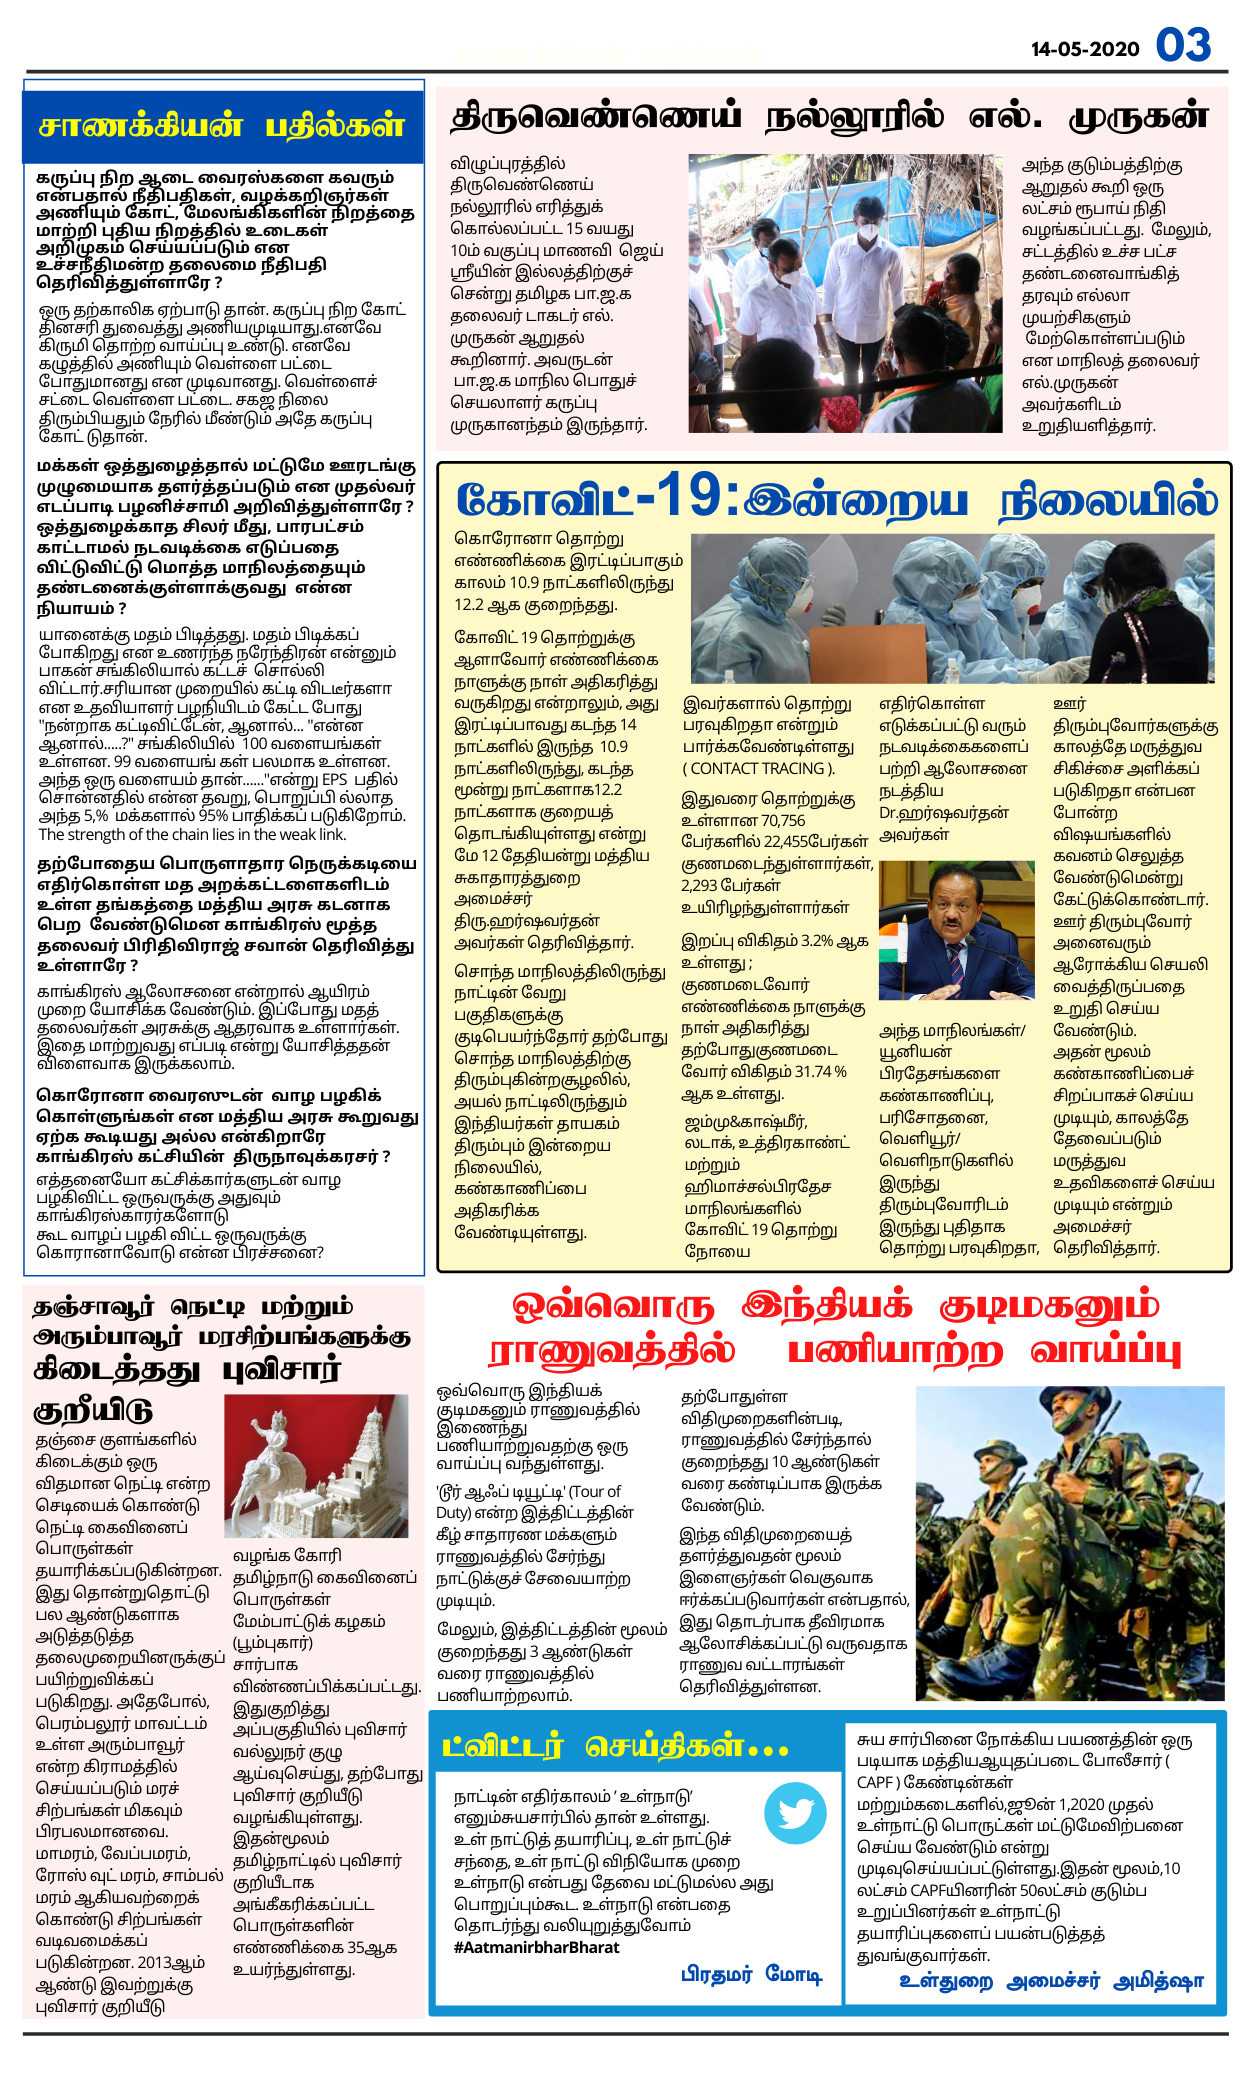 14-05-2020 03
சாணக்கியன் பதில்கள்
கருப்பு நிற ஆடை வைரஸ்களை கவரும்
என்பதால் நீதிபதிகள், வழக்கறிஞர்கள்
அணியும் கோட், மேலங்கிகளின் நிறத்தை
மாற்றி புதிய நிறத்தில் உடைகள்
அறிமுகம் செய்யப்படும் என
உச்சநீதிமன்ற தலைமை நீதிபதி
தெரிவித்துள்ளாரே ?
ஒரு தற்காலிக ஏற்பாடு தான். கருப்பு நிற கோட்
தினசரி துவைத்து அணியமுடியாது.எனவே
கிருமி தொற்ற வாய்ப்பு உண்டு. எனவே
கழுத்தில் அணியும் வெள்ளை பட்டை
போதுமானது என முடிவானது. வெள்ளைச்
சட்டை வெள்ளை பட்டை. சகஜ நிலை
திரும்பியதும் நேரில் மீண்டும் அதே கருப்பு
கோட் டுதான்.
மக்கள் ஒத்துழைத்தால் மட்டுமே ஊரடங்கு
முழுமையாக தளர்த்தப்படும் என முதல்வர்
எடப்பாடி பழனிச்சாமி அறிவித்துள்ளாரே ?
ஒத்துழைக்காத சிலர் மீது, பாரபட்சம்
காட்டாமல் நடவடிக்கை எடுப்பதை
விட்டுவிட்டு மொத்த மாநிலத்தையும்
தண்டனைக்குள்ளாக்குவது என்ன
நியாயம் ?
யானைக்கு மதம் பிடித்தது. மதம் பிடிக்கப்
போகிறது என உணர்ந்த நரேந்திரன் என்னும்
பாகன் சங்கிலியால் கட்டச் சொல்லி
விட்டார்.சரியான முறையில் கட்டி விடடீர்களா
என உதவியாளர் பழநியிடம் கேட்ட போது
"நன்றாக கட்டிவிட்டேன், ஆனால்... "என்ன
ஆனால்.....?" சங்கிலியில் 100 வளையங்கள்
உள்ளன. 99 வளையங் கள் பலமாக உள்ளன.
அந்த ஒரு வளையம் தான்......"என்று EPS பதில்
சொன்னதில் என்ன தவறு, பொறுப்பி ல்லாத
அந்த 5,% மக்களால் 95% பாதிக்கப் படுகிறோம்.
The strength of the chain lies in the weak link.
தற்போதைய பொருளாதார நெருக்கடியை
எதிர்கொள்ள மத அறக்கட்டளைகளிடம்
உள்ள தங்கத்தை மத்திய அரசு கடனாக
பெற வேண்டுமென காங்கிரஸ் மூத்த
தலைவர் பிரிதிவிராஜ் சவான் தெரிவித்து
உள்ளாரே ?
காங்கிரஸ் ஆலோசனை என்றால் ஆயிரம்
முறை யோசிக்க வேண்டும். இப்போது மதத்
தலைவர்கள் அரசுக்கு ஆதரவாக உள்ளார்கள்.
இதை மாற்றுவது எப்படி என்று யோசித்ததன்
விளைவாக இருக்கலாம்.
கொரோனா வைரஸுடன் வாழ பழகிக்
கொள்ளுங்கள் என மத்திய அரசு கூறுவது
ஏற்க கூடியது அல்ல என்கிறாரே
காங்கிரஸ் கட்சியின் திருநாவுக்கரசர் ?
எத்தனையோ கட்சிக்கார்களுடன் வாழ
பழகிவிட்ட ஒருவருக்கு அதுவும்
காங்கிரஸ்காரர்களோடு
கூட வாழப் பழகி விட்ட ஒருவருக்கு
கொரானாவோடு என்ன பிரச்சனை?
திருவெண்ணெய் நல்லூரில் எல். முருகன்
விழுப்புரத்தில்
திருவெண்ணெய்
நல்லூரில் எரித்துக்
கொல்லப்பட்ட 15 வயது
10ம் வகுப்பு மாணவி ஜெய்
ஸ்ரீயின் இல்லத்திற்குச்
சென்று தமிழக பா.ஜ.க
தலைவர் டாகடர் எல்.
முருகன் ஆறுதல்
கூறினார். அவருடன்
பா.ஜ.க மாநில பொதுச்
செயலாளர் கருப்பு
முருகானந்தம் இருந்தார்.
அந்த குடும்பத்திற்கு
ஆறுதல் கூறி ஒரு
லட்சம் ரூபாய் நிதி
வழங்கப்பட்டது. மேலும்,
சட்டத்தில் உச்ச பட்ச
தண்டனைவாங்கித்
தரவும் எல்லா
முயற்சிகளும்
மேற்கொள்ளப்படும்
என மாநிலத் தலைவர்
எல்.முருகன்
அவர்களிடம்
உறுதியளித்தார்.
கோவிட்-19:இன்றைய நிலையில்
கொரோனா தொற்று
எண்ணிக்கை இரட்டிப்பாகும்
காலம் 10.9 நாட்களிலிருந்து
12.2 ஆக குறைந்தது.
கோவிட் 19 தொற்றுக்கு
ஆளாவோர் எண்ணிக்கை
நாளுக்கு நாள் அதிகரித்து
வருகிறது என்றாலும், அது
இரட்டிப்பாவது கடந்த 14
நாட்களில் இருந்த 10.9
நாட்களிலிருந்து, கடந்த
மூன்று நாட்களாக12.2
நாட்களாக குறையத்
தொடங்கியுள்ளது என்று
மே 12 தேதியன்று மத்திய
சுகாதாரத்துறை
அமைச்சர்
திரு.ஹர்ஷவர்தன்
அவர்கள் தெரிவித்தார்.
சொந்த மாநிலத்திலிருந்து
நாட்டின் வேறு
பகுதிகளுக்கு
குடிபெயர்ந்தோர் தற்போது
சொந்த மாநிலத்திற்கு
திரும்புகின்றசூழலில்,
அயல் நாட்டிலிருந்தும்
இந்தியர்கள் தாயகம்
திரும்பும் இன்றைய
நிலையில்,
கண்காணிப்பை
அதிகரிக்க
வேண்டியுள்ளது.
இவர்களால் தொற்று
பரவுகிறதா என்றும்
பார்க்கவேண்டிள்ளது
( CONTACT TRACING ).
இதுவரை தொற்றுக்கு
உள்ளான 70,756
பேர்களில் 22,455பேர்கள்
குணமடைந்துள்ளார்கள்,
2,293 பேர்கள்
உயிரிழந்துள்ளார்கள்
இறப்பு விகிதம் 3.2% ஆக
உள்ளது ;
குணமடைவோர்
எண்ணிக்கை நாளுக்கு
நாள் அதிகரித்து
தற்போதுகுணமடை
வோர் விகிதம் 31.74 %
ஆக உள்ளது.
ஜம்மு&காஷ்மீர்,
லடாக், உத்திரகாண்ட்
மற்றும்
ஹிமாச்சல்பிரதேச
மாநிலங்களில்
கோவிட் 19 தொற்று
நோயை
எதிர்கொள்ள
எடுக்கப்பட்டு வரும்
நடவடிக்கைகளைப்
பற்றி ஆலோசனை
நடத்திய
Dr.ஹர்ஷவர்தன்
அவர்கள்
அந்த மாநிலங்கள்/
யூனியன்
பிரதேசங்களை
கண்காணிப்பு,
பரிசோதனை,
வெளியூர்/
வெளிநாடுகளில்
இருந்து
திரும்புவோரிடம்
இருந்து புதிதாக
தொற்று பரவுகிறதா,
ஊர்
திரும்புவோர்களுக்கு
காலத்தே மருத்துவ
சிகிச்சை அளிக்கப்
படுகிறதா என்பன
போன்ற
விஷயங்களில்
கவனம் செலுத்த
வேண்டுமென்று
கேட்டுக்கொண்டார்.
ஊர் திரும்புவோர்
அனைவரும்
ஆரோக்கிய செயலி
வைத்திருப்பதை
உறுதி செய்ய
வேண்டும்.
அதன் மூலம்
கண்காணிப்பைச்
சிறப்பாகச் செய்ய
முடியும், காலத்தே
தேவைப்படும்
மருத்துவ
உதவிகளைச் செய்ய
முடியும் என்றும்
அமைச்சர்
தெரிவித்தார்.
தஞ்சாவூர் நெட்டி மற்றும்
அரும்பாவூர் மரசிற்பங்களுக்கு
கிடைத்தது புவிசார்
குறியீடு
தஞ்சை குளங்களில்
கிடைக்கும் ஒரு
விதமான நெட்டி என்ற
செடியைக் கொண்டு
நெட்டி கைவினைப்
பொருள்கள்
தயாரிக்கப்படுகின்றன.
இது தொன்றுதொட்டு
பல ஆண்டுகளாக
அடுத்தடுத்த
தலைமுறையினருக்குப்
பயிற்றுவிக்கப்
படுகிறது. அதேபோல்,
பெரம்பலூர் மாவட்டம்
உள்ள அரும்பாவூர்
என்ற கிராமத்தில்
செய்யப்படும் மரச்
சிற்பங்கள் மிகவும்
பிரபலமானவை.
மாமரம், வேப்பமரம்,
ரோஸ் வுட் மரம், சாம்பல்
மரம் ஆகியவற்றைக்
கொண்டு சிற்பங்கள்
வடிவமைக்கப்
படுகின்றன. 2013ஆம்
ஆண்டு இவற்றுக்கு
புவிசார் குறியீடு
வழங்க கோரி
தமிழ்நாடு கைவினைப்
பொருள்கள்
மேம்பாட்டுக் கழகம்
(பூம்புகார்)
சார்பாக
விண்ணப்பிக்கப்பட்டது.
இதுகுறித்து
அப்பகுதியில் புவிசார்
வல்லுநர் குழு
ஆய்வுசெய்து, தற்போது
புவிசார் குறியீடு
வழங்கியுள்ளது.
இதன்மூலம்
தமிழ்நாட்டில் புவிசார்
குறியீடாக
அங்கீகரிக்கப்பட்ட
பொருள்களின்
எண்ணிக்கை 35ஆக
உயர்ந்துள்ளது.
ஒவ்வொரு இந்தியக் குடிமகனும்
ராணுவத்தில் பணியாற்ற வாய்ப்பு
ஒவ்வொரு இந்தியக்
குடிமகனும் ராணுவத்தில்
இணைந்து
பணியாற்றுவதற்கு ஒரு
வாய்ப்பு வந்துள்ளது.
'டூர் ஆஃப் டியூட்டி' (Tour of
Duty) என்ற இத்திட்டத்தின்
கீழ் சாதாரண மக்களும்
ராணுவத்தில் சேர்ந்து
நாட்டுக்குச் சேவையாற்ற
முடியும்.
மேலும், இத்திட்டத்தின் மூலம்
குறைந்தது 3 ஆண்டுகள்
வரை ராணுவத்தில்
பணியாற்றலாம்.
தற்போதுள்ள
விதிமுறைகளின்படி,
ராணுவத்தில் சேர்ந்தால்
குறைந்தது 10 ஆண்டுகள்
வரை கண்டிப்பாக இருக்க
வேண்டும்.
இந்த விதிமுறையைத்
தளர்த்துவதன் மூலம்
இளைஞர்கள் வெகுவாக
ஈர்க்கப்படுவார்கள் என்பதால்,
இது தொடர்பாக தீவிரமாக
ஆலோசிக்கப்பட்டு வருவதாக
ராணுவ வட்டாரங்கள்
தெரிவித்துள்ளன.
ட்விட்டர் செய்திகள்...
நாட்டின் எதிர்காலம் ’ உள்நாடு’
எனும்சுயசார்பில் தான் உள்ளது.
உள் நாட்டுத் தயாரிப்பு, உள் நாட்டுச்
சந்தை, உள் நாட்டு விநியோக முறை
உள்நாடு என்பது தேவை மட்டுமல்ல அது
பொறுப்பும்கூட. உள்நாடு என்பதை
தொடர்ந்து வலியுறுத்துவோம்
#AatmanirbharBharat
பிரதமர் மோடி
சுய சார்பினை நோக்கிய பயணத்தின் ஒரு
படியாக மத்தியஆயுதப்படை போலீசார் (
CAPF ) கேண்டின்கள்
மற்றும்கடைகளில்,ஜூன் 1,2020 முதல்
உள்நாட்டு பொருட்கள் மட்டுமேவிற்பனை
செய்ய வேண்டும் என்று
முடிவுசெய்யப்பட்டுள்ளது.இதன் மூலம்,10
லட்சம் CAPFயினரின் 50லட்சம் குடும்ப
உறுப்பினர்கள் உள்நாட்டு
தயாரிப்புகளைப் பயன்படுத்தத்
துவங்குவார்கள்.
உள்துறை அமைச்சர் அமித்ஷா